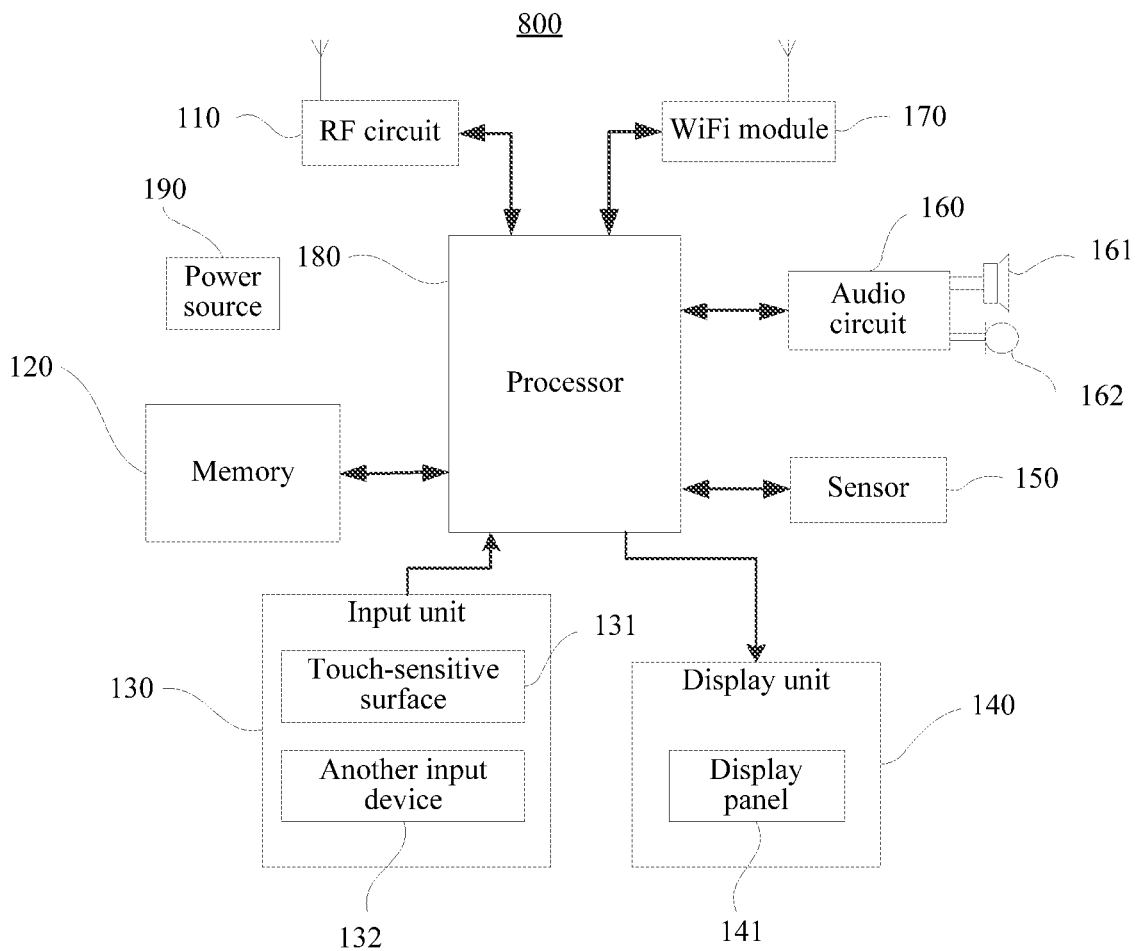 800
110
RF circuit
WiFi module
170
190
Power
source
180
160
161
Audio
circuit
162
120
Processor
Memory
Sensor
150
Input unit
131
Touch-sensitive
surface
130
Another input
device
132
Display unit
140
Display
panel
141